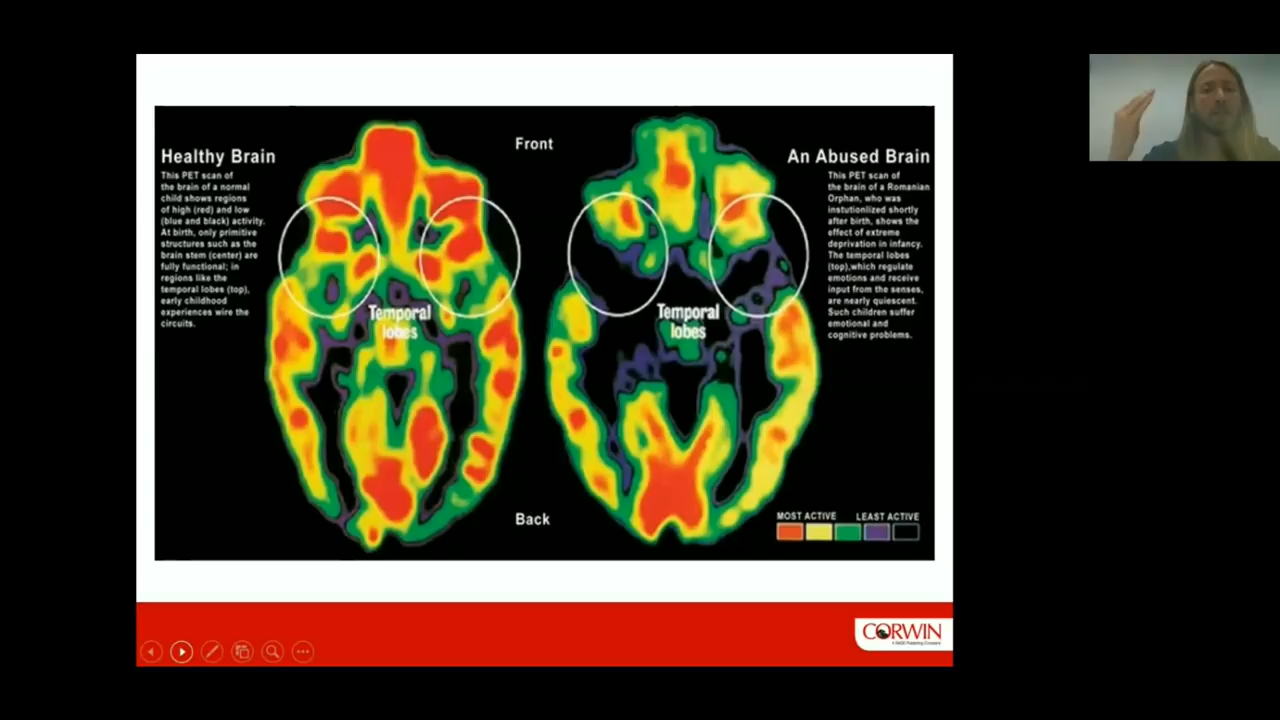 Healthy Brain
This PET scan of
the brain of a normal
child shows regions
of high (red) and low
(blue and black) activity.
At birth, only primitive
structures such as the
brain stem (center) are
fully functional; in
regions like the
temporal lobes (top),
early childhood
experiences wire the
circuits.
Front
Temporal
lobes
Temporal
lobes
Back
An Abused Brain
This PET scan of
the brain of a Romanian
Orphan, who was
instutionlized shortly
after birth, shows the
effect of extreme
deprivation in infancy.
The temporal lobes
(top),which regulate
emotions and receive
input from the senses,
are nearly quiescent.
Such children suffer
emotional and
cognitive problems.
MOST ACTIVE LEAST ACTIVE
CORWIN